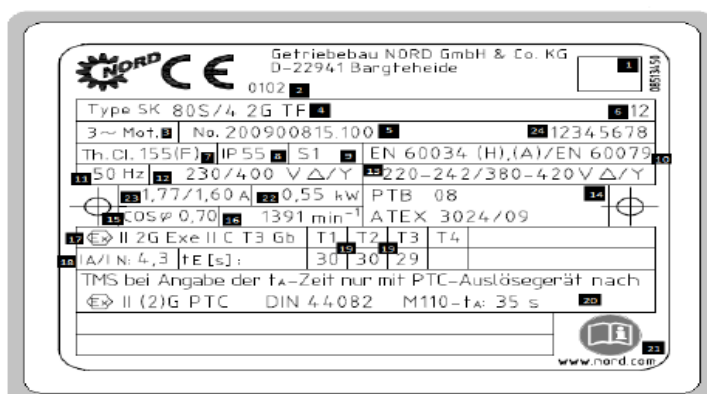 NORD CE Getriebebau NORD GmbH & Co. KG
D-22941 Bargteheide 1
0102 2 08513450
Type SK 80S/4 2G TF 4 6 12
3~ Mot. 3 No. 200900815.100 5 24 12345678
Th.Cl. 155(F) 7 IP 55 8 S1 9 EN 60034 (H),(A)/EN 60079 10
11 50 Hz 12 230/400 V △/Y 13 220-242/380-420V △/Y
23 1,77/1,60 A 22 0,55 kW PTB 08 14
15 COS φ 0,70 16 1391 min⁻¹ ATEX 3024/09
17 Ex II 2G Exe II C T3 Gb T1 T2 T3 T4
18 IA/IN: 4,3 tE [s]: 19 19 30 30 29
TMS bei Angabe der tA-Zeit nur mit PTC-Auslösegerät nach
Ex II (2)G PTC DIN 44082 M110-tA: 35 s 20
21
www.nord.com